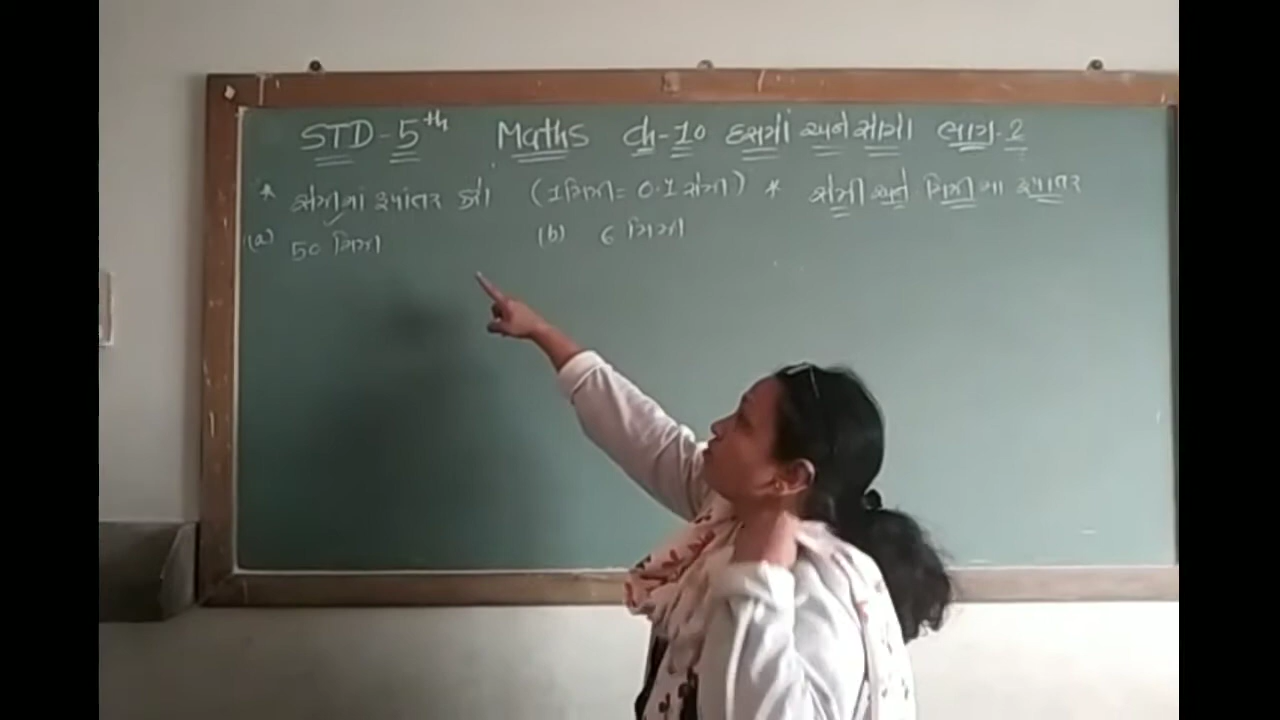 STD-5th Maths Ch-10 દસમાં અને સોમાં ભાગ-2
* સેમીમાં રૂપાંતર કરો (1 મિમી = 0.1 સેમી) * સેમી અને મિમીમાં રૂપાંતર
(a) 50 મિમી (b) 6 મિમી